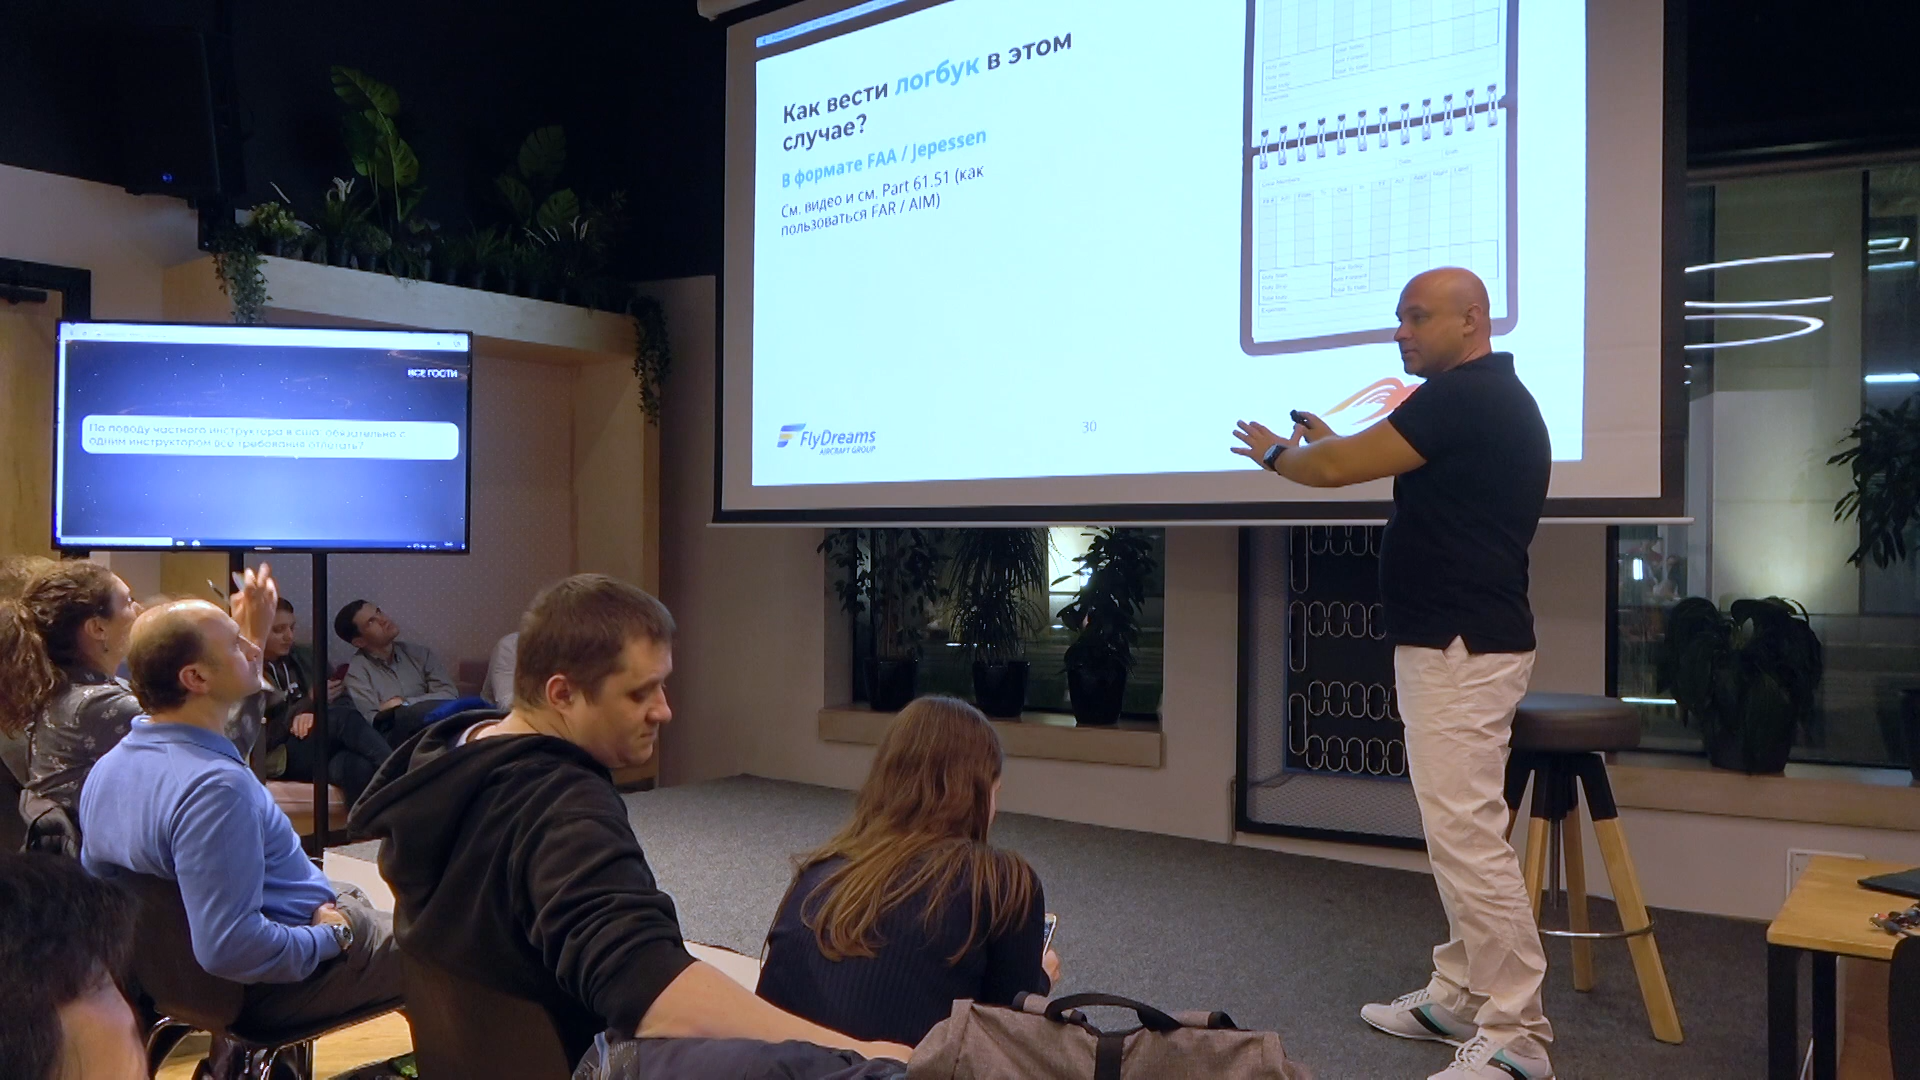 Как вести логбук в этом
случае?
В формате FAA / Jepessen
См. видео и см. Part 61.51 (как
пользоваться FAR / AIM)
FlyDreams
AIRCRAFT GROUP
30
ВСЕ ГОСТИ
По поводу частного инструктора в сша: обязательно с
одним инструктором все требования отлетать?